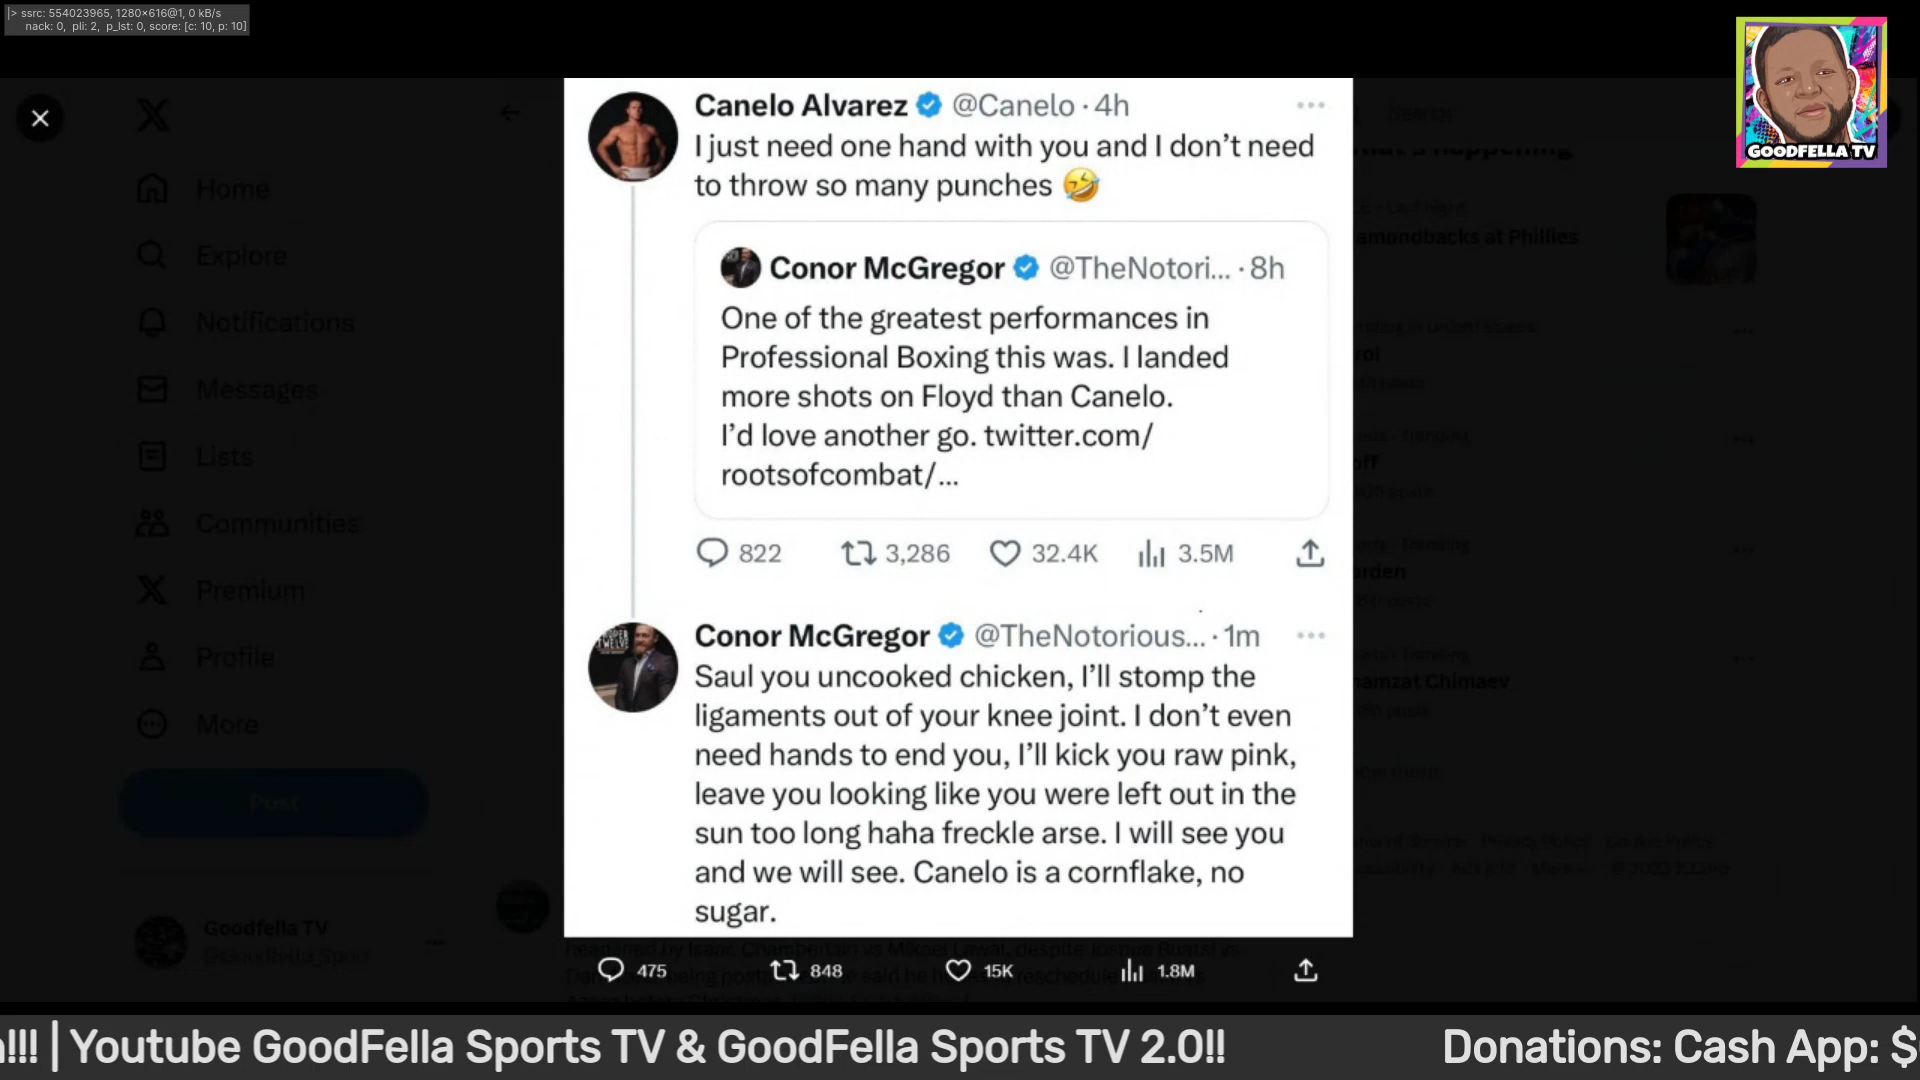 |> ssrc: 554023965, 1280×616@1, 0 kB/s
nack: 0, pli: 2, p_lst: 0, score: [c: 10, p: 10]
GOODFELLA TV
Home
Explore
Notifications
Messages
Lists
Communities
Premium
Profile
More
Post
Goodfella TV
Canelo Alvarez @Canelo · 4h
I just need one hand with you and I don't need
to throw so many punches 🤣
Conor McGregor @TheNotori... · 8h
One of the greatest performances in
Professional Boxing this was. I landed
more shots on Floyd than Canelo.
I'd love another go. twitter.com/
rootsofcombat/...
822 3,286 32.4K 3.5M
Conor McGregor @TheNotorious... · 1m
Saul you uncooked chicken, I'll stomp the
ligaments out of your knee joint. I don't even
need hands to end you, I'll kick you raw pink,
leave you looking like you were left out in the
sun too long haha freckle arse. I will see you
and we will see. Canelo is a cornflake, no
sugar.
475 848 15K 1.8M
Search
amondbacks at Phillies
amzat Chimaev
!!! | Youtube GoodFella Sports TV & GoodFella Sports TV 2.0!! Donations: Cash App: $